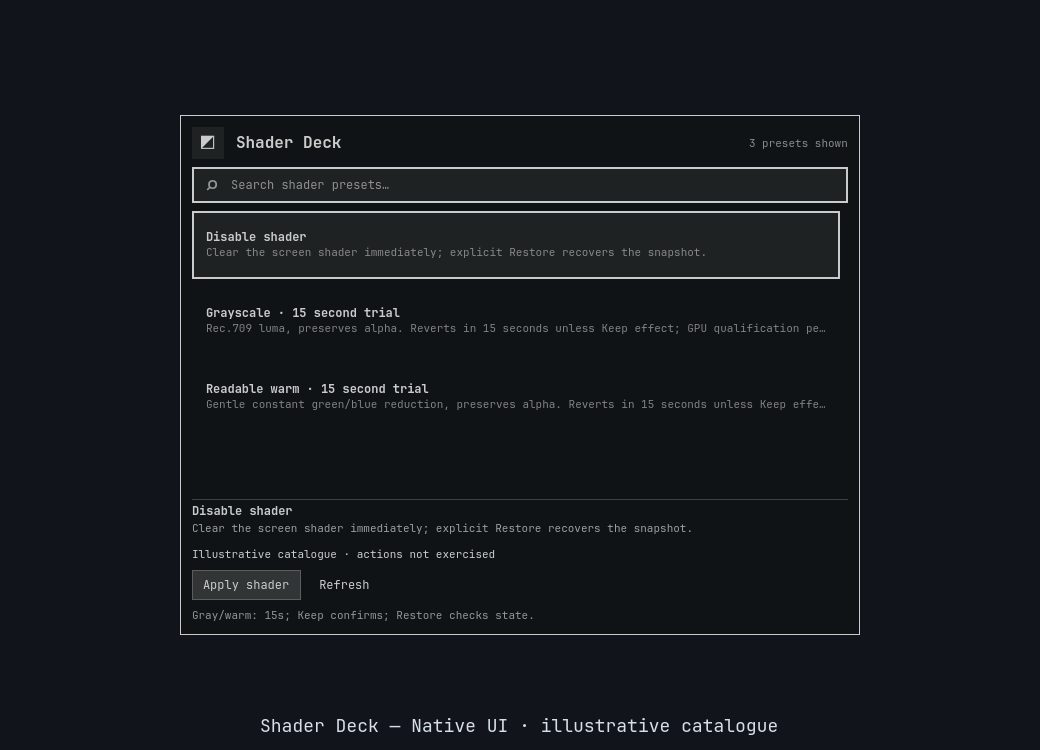 Shader Deck
3 presets shown
Search shader presets…
Disable shader
Clear the screen shader immediately; explicit Restore recovers the snapshot.
Grayscale · 15 second trial
Rec.709 luma, preserves alpha. Reverts in 15 seconds unless Keep effect; GPU qualification pe…
Readable warm · 15 second trial
Gentle constant green/blue reduction, preserves alpha. Reverts in 15 seconds unless Keep effe…
Disable shader
Clear the screen shader immediately; explicit Restore recovers the snapshot.
Illustrative catalogue · actions not exercised
Apply shader
Refresh
Gray/warm: 15s; Keep confirms; Restore checks state.
Shader Deck — Native UI · illustrative catalogue